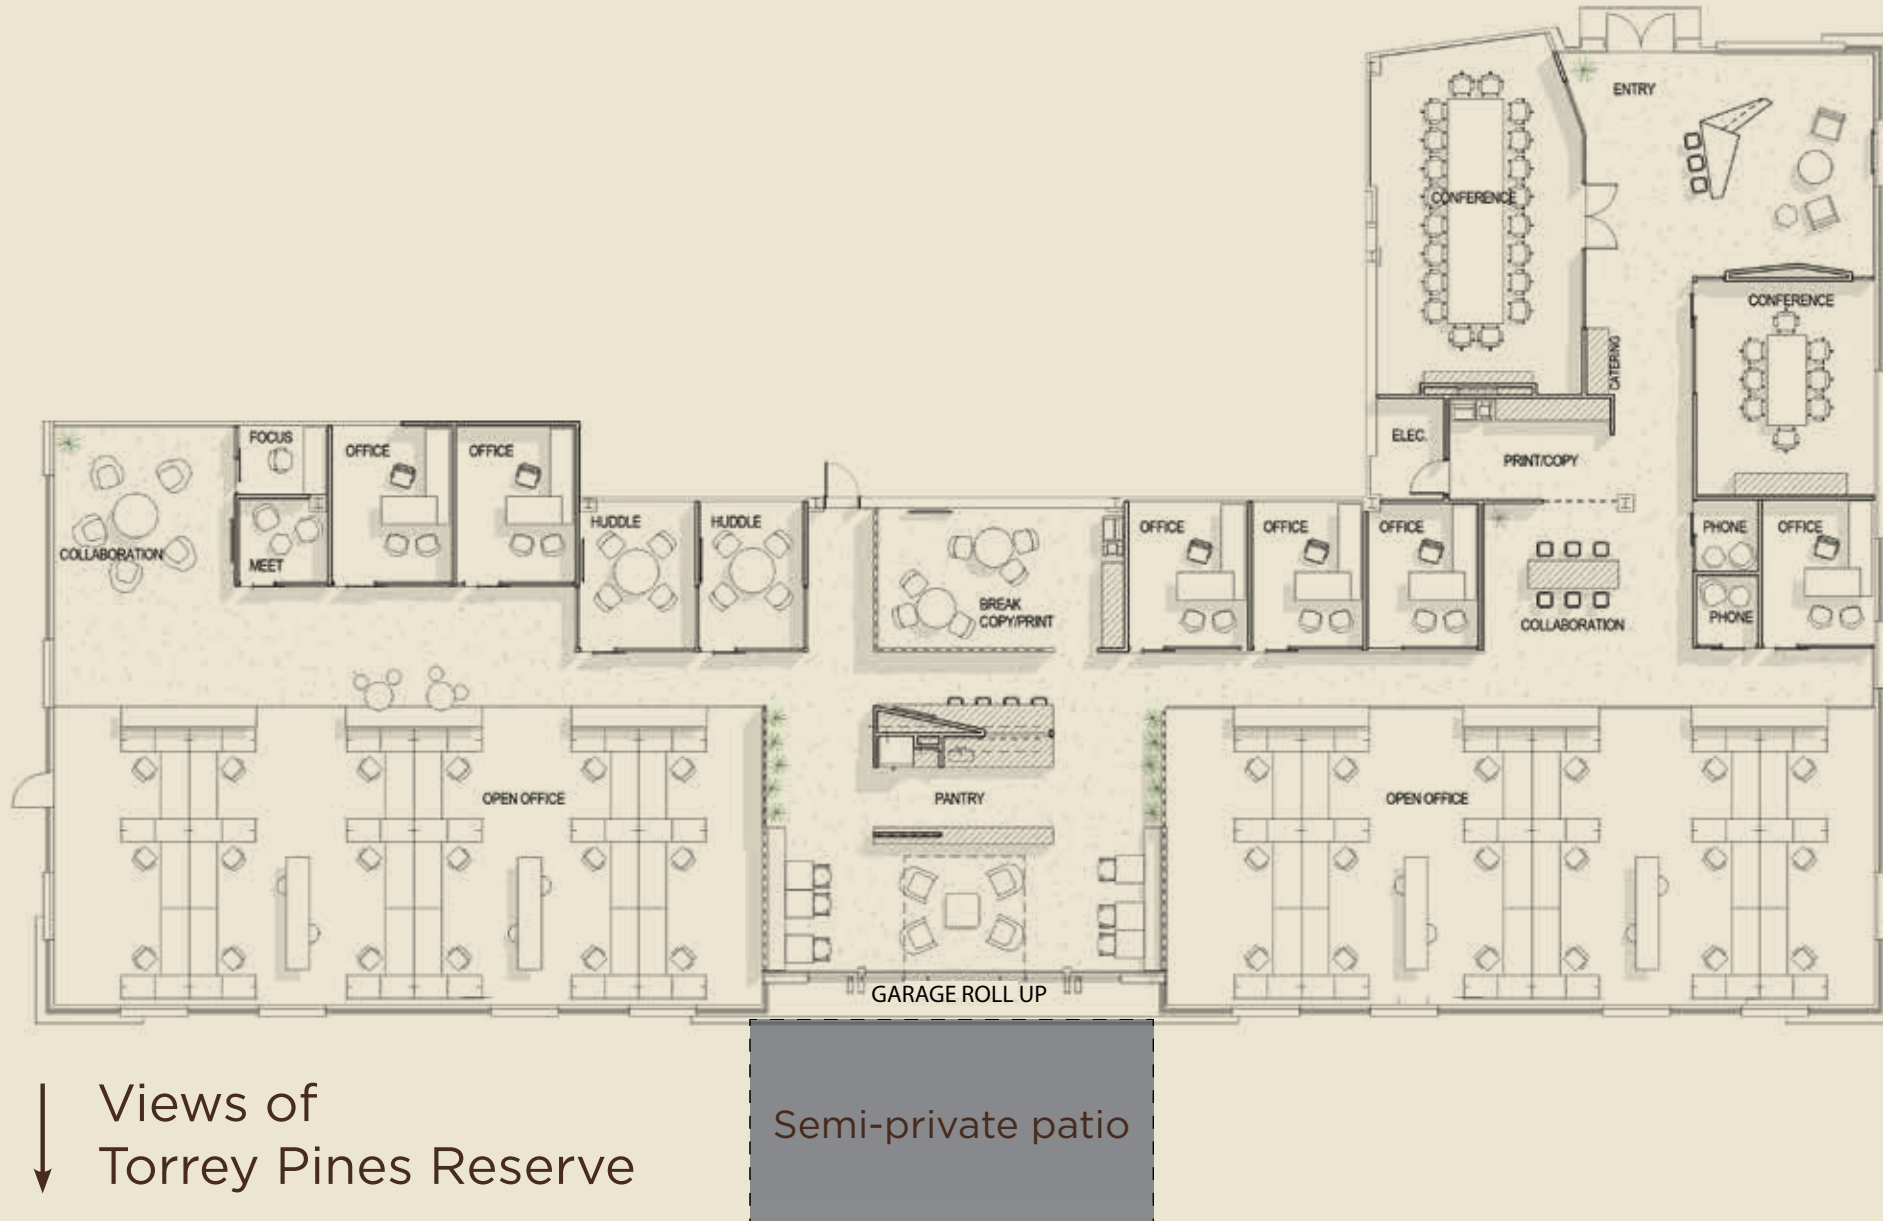 ENTRY
CONFERENCE
CONFERENCE
CATERING
ELEC.
PRINT/COPY
FOCUS
OFFICE
OFFICE
MEET
COLLABORATION
HUDDLE
HUDDLE
BREAK
COPY/PRINT
OFFICE
OFFICE
OFFICE
COLLABORATION
PHONE
OFFICE
PHONE
OPEN OFFICE
PANTRY
OPEN OFFICE
GARAGE ROLL UP
Views of
Torrey Pines Reserve
Semi-private patio